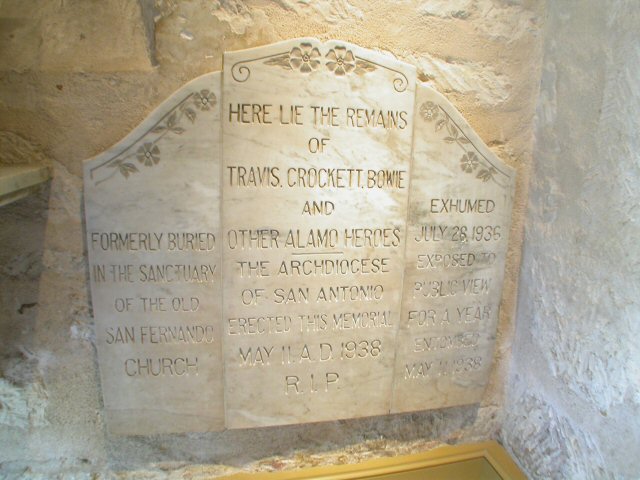 FORMERLY BURIED
IN THE SANCTUARY
OF THE OLD
SAN FERNANDO
CHURCH
HERE LIE THE REMAINS
OF
TRAVIS, CROCKETT, BOWIE
AND
OTHER ALAMO HEROES
THE ARCHDIOCESE
OF SAN ANTONIO
ERECTED THIS MEMORIAL
MAY 11 A.D. 1938
R.I.P.
EXHUMED
JULY 28, 1936
EXPOSED TO
PUBLIC VIEW
FOR A YEAR
ENTOMBED
MAY 11, 1938